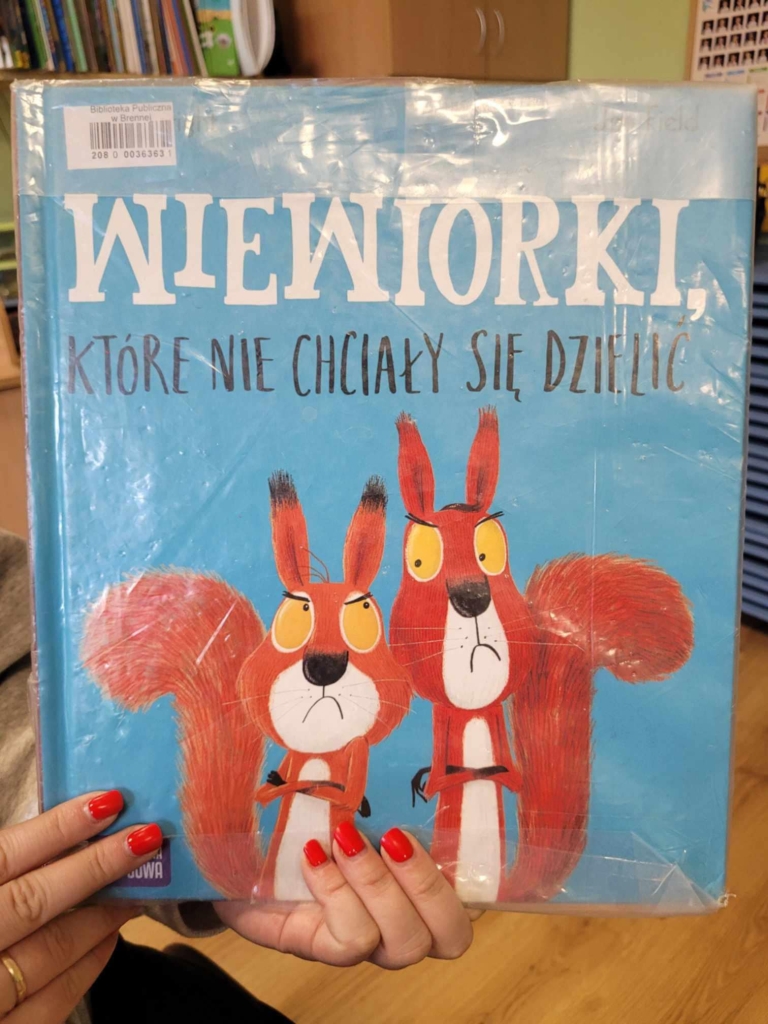 Biblioteka Publiczna
w Brennej
208 0 0036363 1
WIEWIÓRKI,
KTÓRE NIE CHCIAŁY SIĘ DZIELIĆ